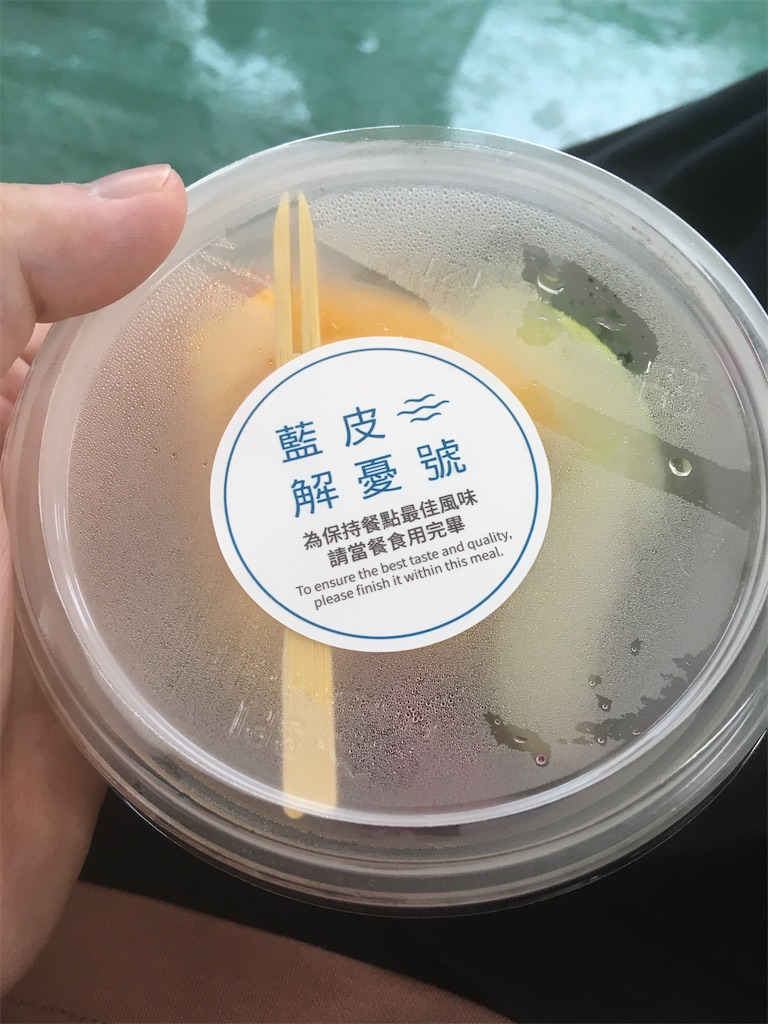 藍皮
解憂號
為保持餐點最佳風味
請當餐食用完畢
To ensure the best taste and quality,
please finish it within this meal.